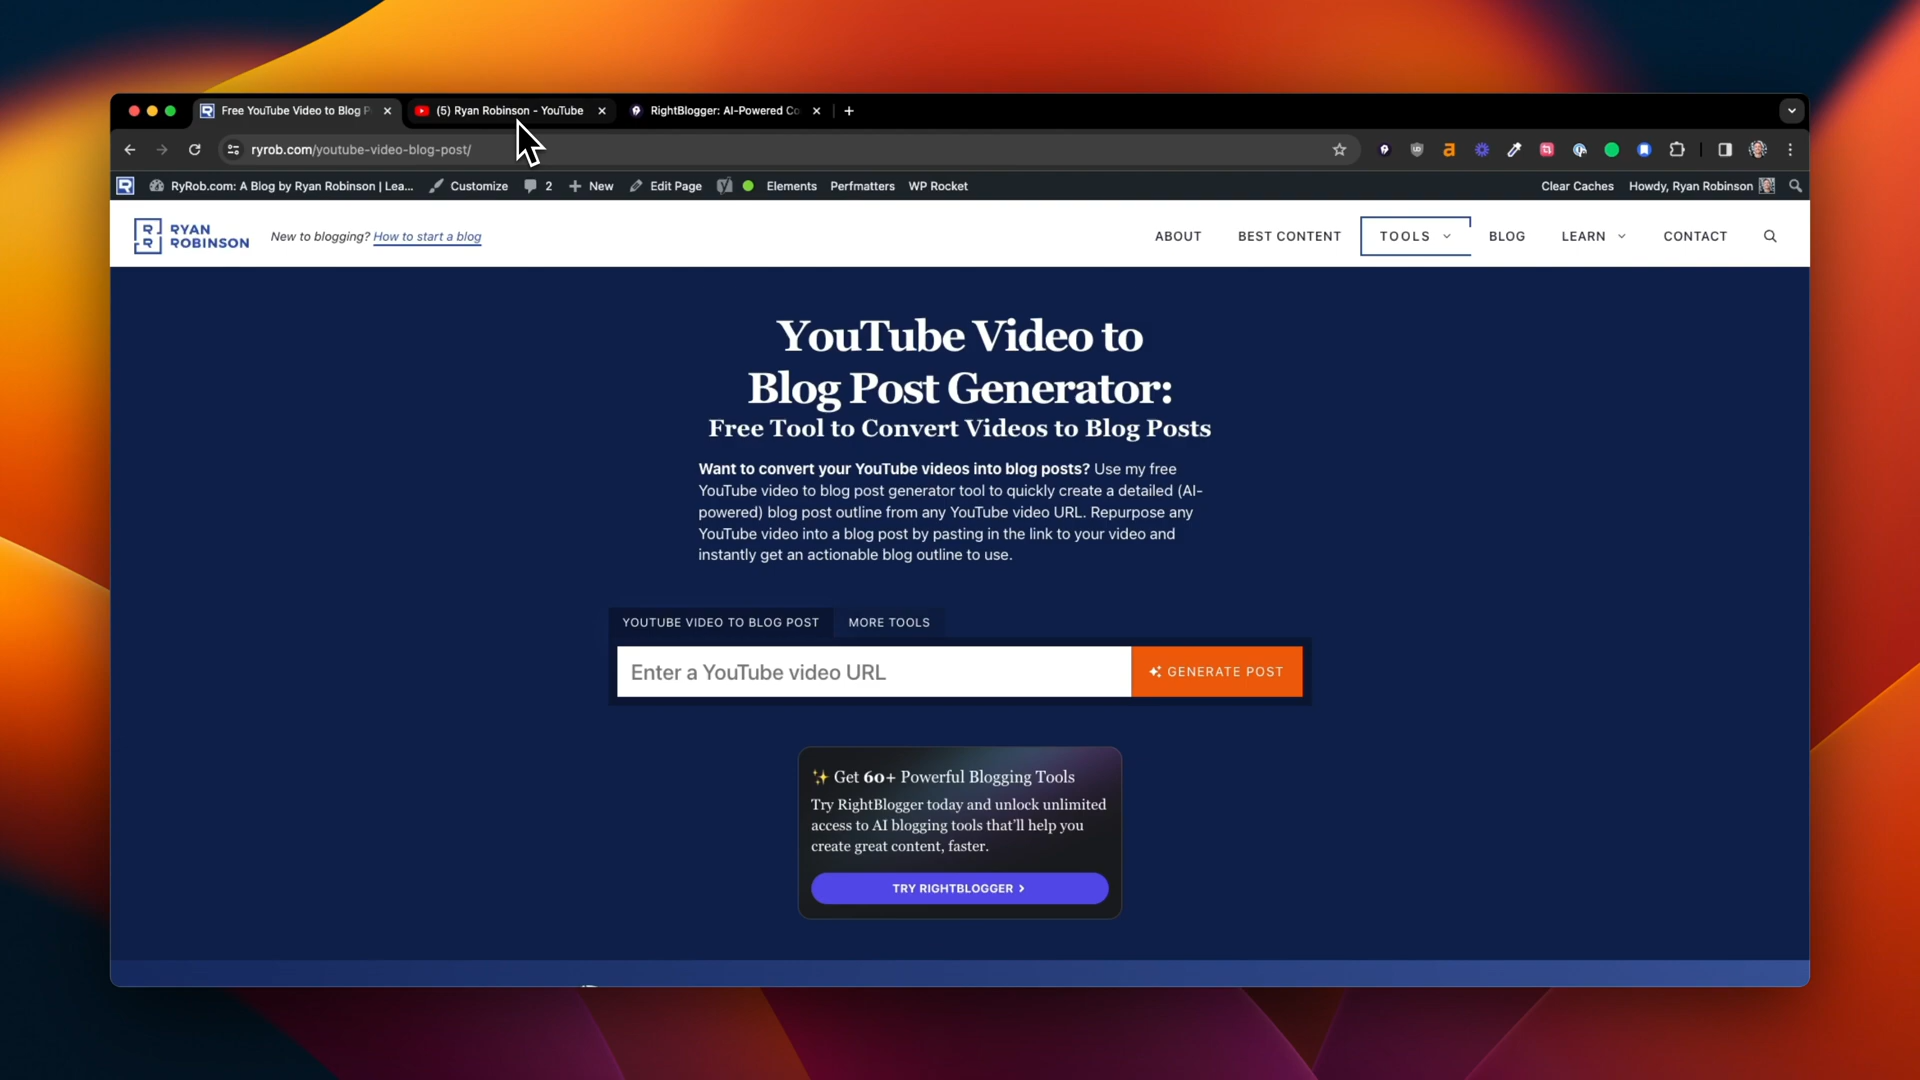 Free YouTube Video to Blog P
(5) Ryan Robinson - YouTube
RightBlogger: AI-Powered Co
ryrob.com/youtube-video-blog-post/
RyRob.com: A Blog by Ryan Robinson | Lea...
Customize
2
New
Edit Page
Elements
Perfmatters
WP Rocket
Clear Caches
Howdy, Ryan Robinson
RYAN
ROBINSON
New to blogging? How to start a blog
ABOUT
BEST CONTENT
TOOLS
BLOG
LEARN
CONTACT
YouTube Video to
Blog Post Generator:
Free Tool to Convert Videos to Blog Posts
Want to convert your YouTube videos into blog posts? Use my free
YouTube video to blog post generator tool to quickly create a detailed (AI-
powered) blog post outline from any YouTube video URL. Repurpose any
YouTube video into a blog post by pasting in the link to your video and
instantly get an actionable blog outline to use.
YOUTUBE VIDEO TO BLOG POST
MORE TOOLS
Enter a YouTube video URL
GENERATE POST
✨ Get 60+ Powerful Blogging Tools
Try RightBlogger today and unlock unlimited
access to AI blogging tools that'll help you
create great content, faster.
TRY RIGHTBLOGGER >